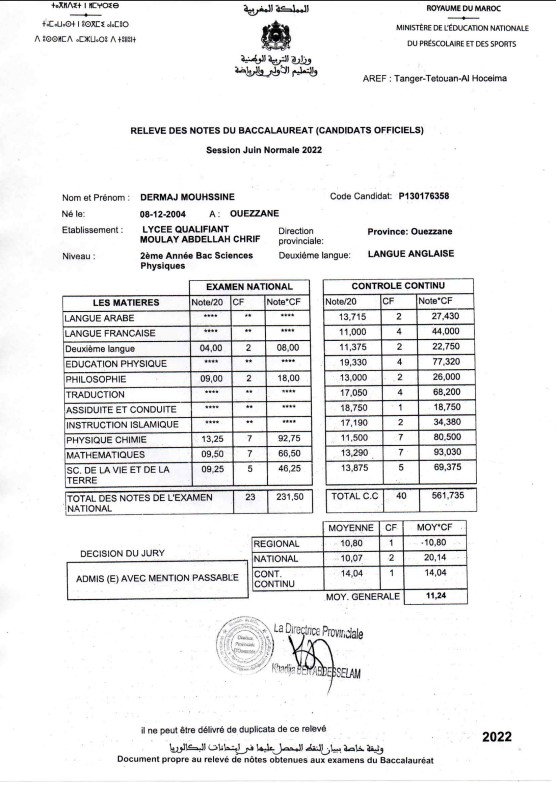 المملكة المغربية
وزارة التربية الوطنية
والتعليم الأولي والرياضة
ROYAUME DU MAROC
MINISTÈRE DE L'ÉDUCATION NATIONALE
DU PRÉSCOLAIRE ET DES SPORTS
AREF : Tanger-Tetouan-Al Hoceima
RELEVE DES NOTES DU BACCALAUREAT (CANDIDATS OFFICIELS)
Session Juin Normale 2022
Nom et Prénom : DERMAJ MOUHSSINE Code Candidat: P130176358
Né le: 08-12-2004 A : OUEZZANE
Etablissement : LYCEE QUALIFIANT MOULAY ABDELLAH CHRIF Direction provinciale: Province: Ouezzane
Niveau : 2ème Année Bac Sciences Physiques Deuxiéme langue: LANGUE ANGLAISE
EXAMEN NATIONAL CONTROLE CONTINU
LES MATIERES Note/20 CF Note*CF Note/20 CF Note*CF
LANGUE ARABE **** ** **** 13,715 2 27,430
LANGUE FRANCAISE **** ** **** 11,000 4 44,000
Deuxième langue 04,00 2 08,00 11,375 2 22,750
EDUCATION PHYSIQUE **** ** **** 19,330 4 77,320
PHILOSOPHIE 09,00 2 18,00 13,000 2 26,000
TRADUCTION **** ** **** 17,050 4 68,200
ASSIDUITE ET CONDUITE **** ** **** 18,750 1 18,750
INSTRUCTION ISLAMIQUE **** ** **** 17,190 2 34,380
PHYSIQUE CHIMIE 13,25 7 92,75 11,500 7 80,500
MATHEMATIQUES 09,50 7 66,50 13,290 7 93,030
SC. DE LA VIE ET DE LA TERRE 09,25 5 46,25 13,875 5 69,375
TOTAL DES NOTES DE L'EXAMEN NATIONAL 23 231,50 TOTAL C.C 40 561,735
MOYENNE CF MOY*CF
REGIONAL 10,80 1 10,80
NATIONAL 10,07 2 20,14
CONT. CONTINU 14,04 1 14,04
MOY. GENERALE 11,24
DECISION DU JURY
ADMIS (E) AVEC MENTION PASSABLE
La Directrice Provinciale
Khadija BEN ABDESSELAM
il ne peut être délivré de duplicata de ce relevé
وثيقة خاصة ببيان النقط المحصل عليها في امتحانات البكالوريا
Document propre au relevé de nôtes obtenues aux examens du Baccalauréat
2022